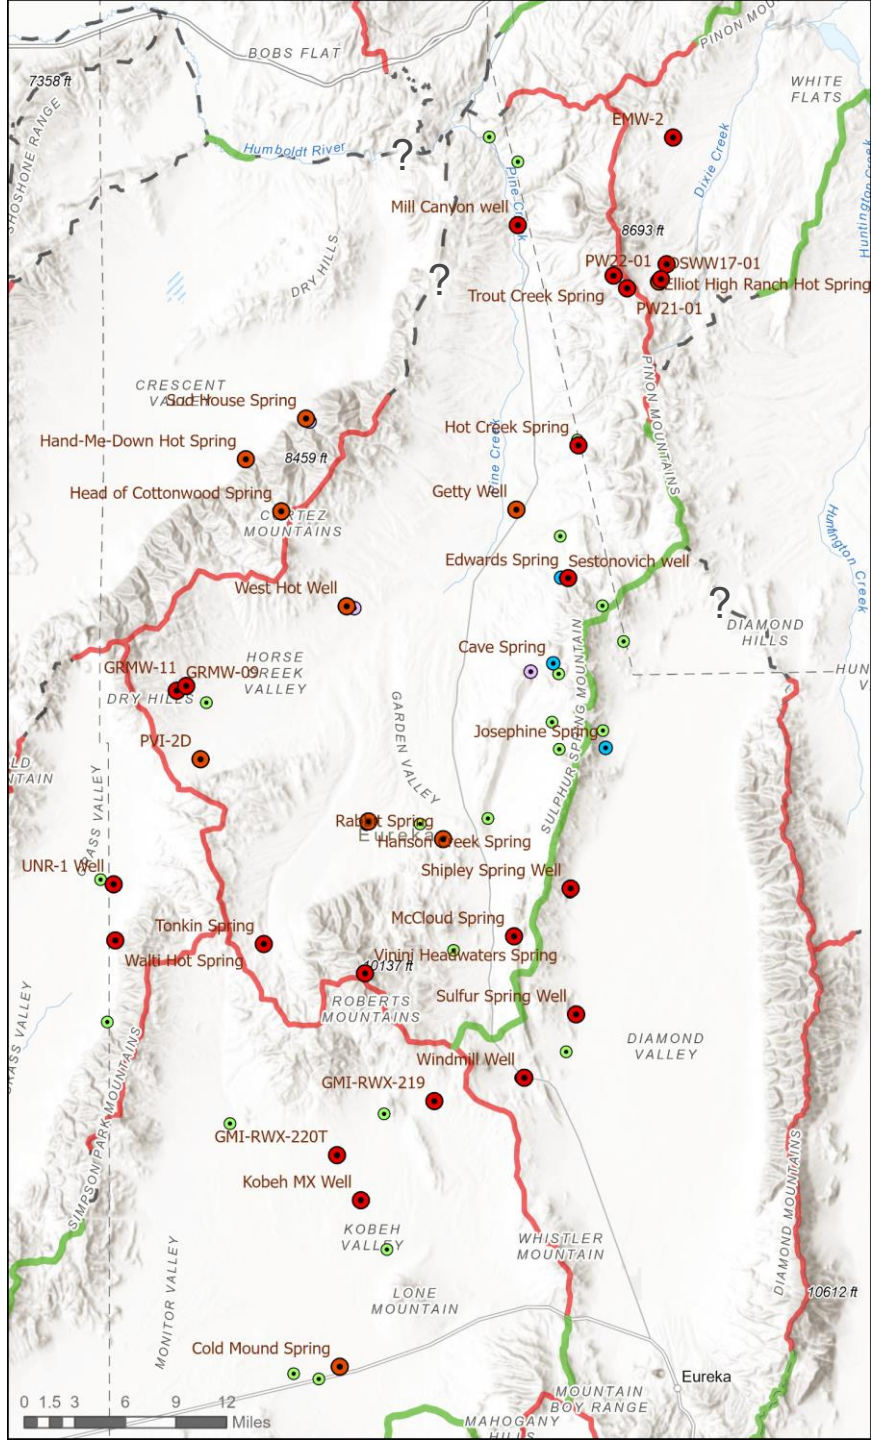 PINON MOU
BOBS FLAT
7358 ft
WHITE
FLATS
SHOSHONE RANGE
EMW-2
Humboldt River
?
Dixie Creek
Huntington Creek
Pine Creek
Mill Canyon well
8693 ft
DRY HILLS
?
PW22-01
DSWW17-01
Elliot High Ranch Hot Spring
Trout Creek Spring
PW21-01
PINON MOUNTAINS
CRESCENT
VALLEY
Sod House Spring
Hot Creek Spring
Hand-Me-Down Hot Spring
8459 ft
Pine Creek
Head of Cottonwood Spring
Getty Well
CORTEZ
MOUNTAINS
Huntington Creek
Edwards Spring
Sestonovich well
West Hot Well
?
DIAMOND
HILLS
Cave Spring
HORSE
CREEK
VALLEY
GRMW-11
GRMW-09
HUN
V
DRY HILLS
GARDEN VALLEY
SULPHUR SPRING MOUNTAIN
Josephine Spring
PVI-2D
LD
NTAIN
GRASS VALLEY
Rabbit Spring
Eureka
Hanson Creek Spring
UNR-1 Well
Shipley Spring Well
McCloud Spring
Tonkin Spring
Walti Hot Spring
Vinini Headwaters Spring
10137 ft
ROBERTS
MOUNTAINS
Sulfur Spring Well
GRASS VALLEY
DIAMOND
VALLEY
Windmill Well
GMI-RWX-219
SIMPSON PARK MOUNTAINS
GMI-RWX-220T
Kobeh MX Well
DIAMOND MOUNTAINS
KOBEH
VALLEY
WHISTLER
MOUNTAIN
MONITOR VALLEY
LONE
MOUNTAIN
10612 ft
Cold Mound Spring
Eureka
MOUNTAIN
BOY RANGE
0 1.5 3 6 9 12
Miles
MAHOGANY
HILLS